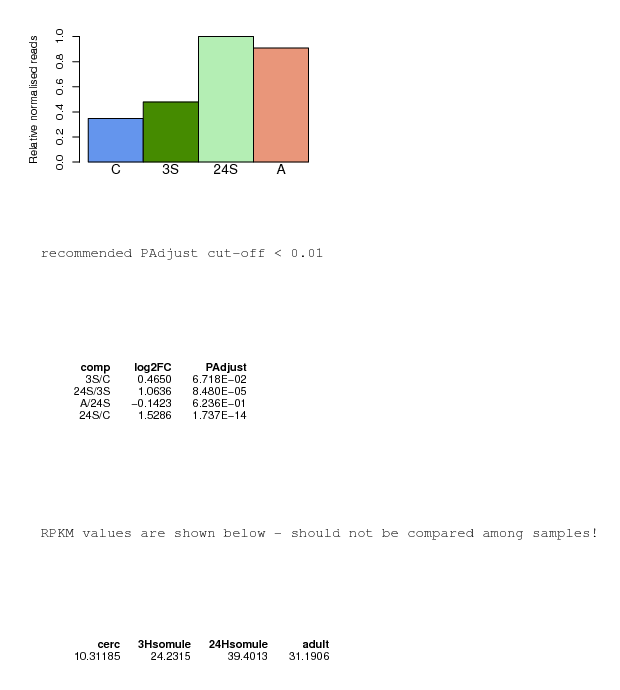 Relative normalised reads
1.0
0.8
0.6
0.4
0.2
0.0
C 3S 24S A
recommended PAdjust cut-off < 0.01
comp log2FC PAdjust
3S/C 0.4650 6.718E−02
24S/3S 1.0636 8.480E−05
A/24S −0.1423 6.236E−01
24S/C 1.5286 1.737E−14
RPKM values are shown below - should not be compared among samples!
cerc 3Hsomule 24Hsomule adult
10.31185 24.2315 39.4013 31.1906